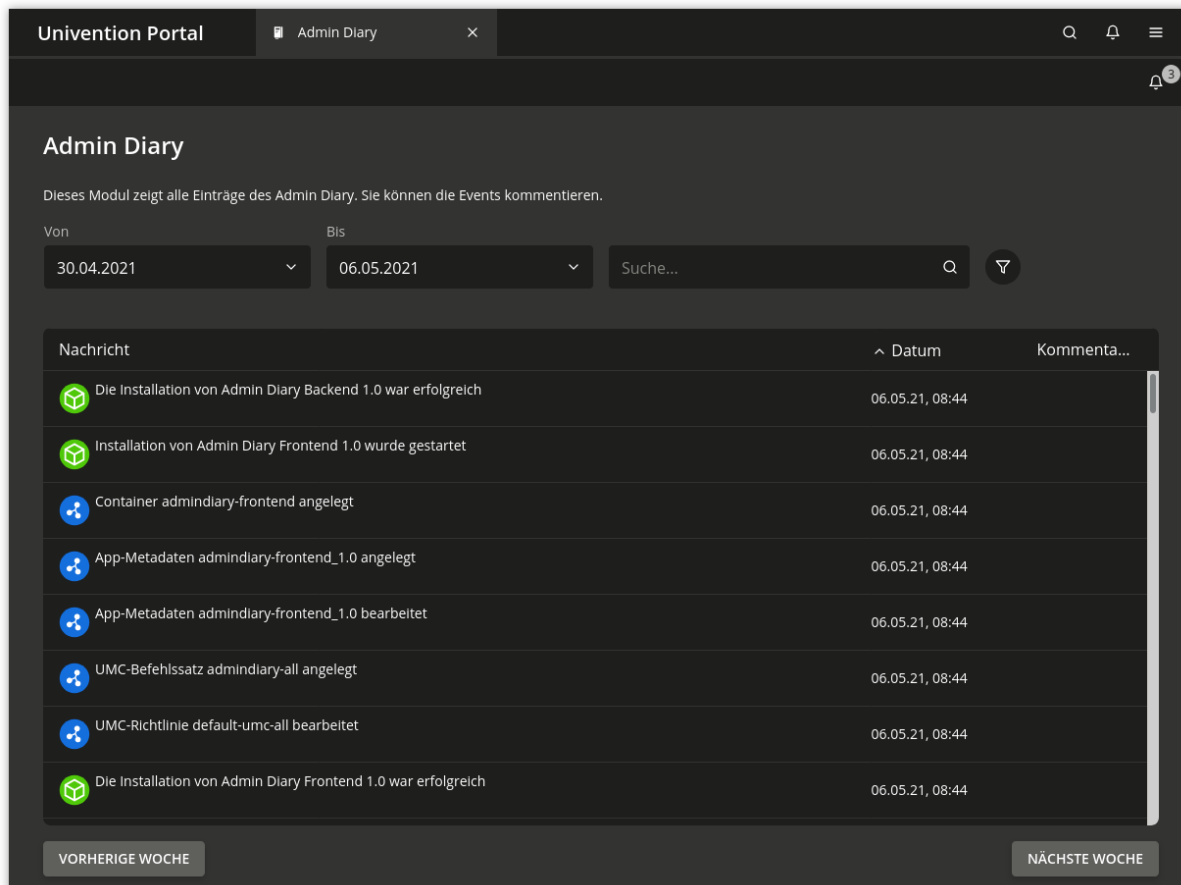 Univention Portal
Admin Diary
3
Admin Diary
Dieses Modul zeigt alle Einträge des Admin Diary. Sie können die Events kommentieren.
Von Bis
30.04.2021 06.05.2021 Suche...
Nachricht Datum Kommenta...
Die Installation von Admin Diary Backend 1.0 war erfolgreich 06.05.21, 08:44
Installation von Admin Diary Frontend 1.0 wurde gestartet 06.05.21, 08:44
Container admindiary-frontend angelegt 06.05.21, 08:44
App-Metadaten admindiary-frontend_1.0 angelegt 06.05.21, 08:44
App-Metadaten admindiary-frontend_1.0 bearbeitet 06.05.21, 08:44
UMC-Befehlssatz admindiary-all angelegt 06.05.21, 08:44
UMC-Richtlinie default-umc-all bearbeitet 06.05.21, 08:44
Die Installation von Admin Diary Frontend 1.0 war erfolgreich 06.05.21, 08:44
VORHERIGE WOCHE NÄCHSTE WOCHE